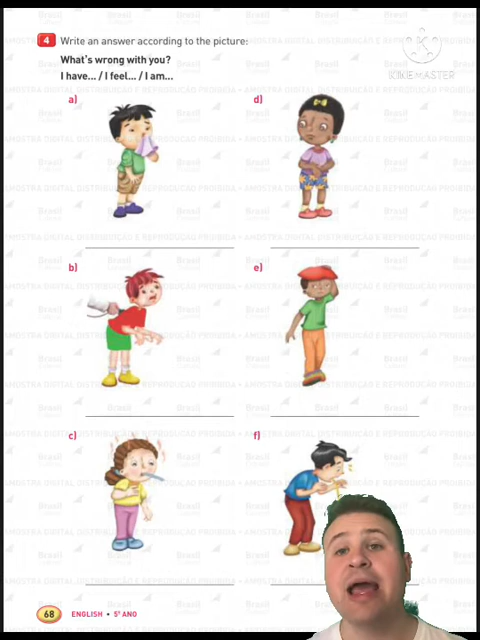 4 Write an answer according to the picture:
What's wrong with you?
I have... / I feel... / I am...
KINEMASTER
a)
d)
b)
e)
c)
f)
68 ENGLISH • 5º ANO